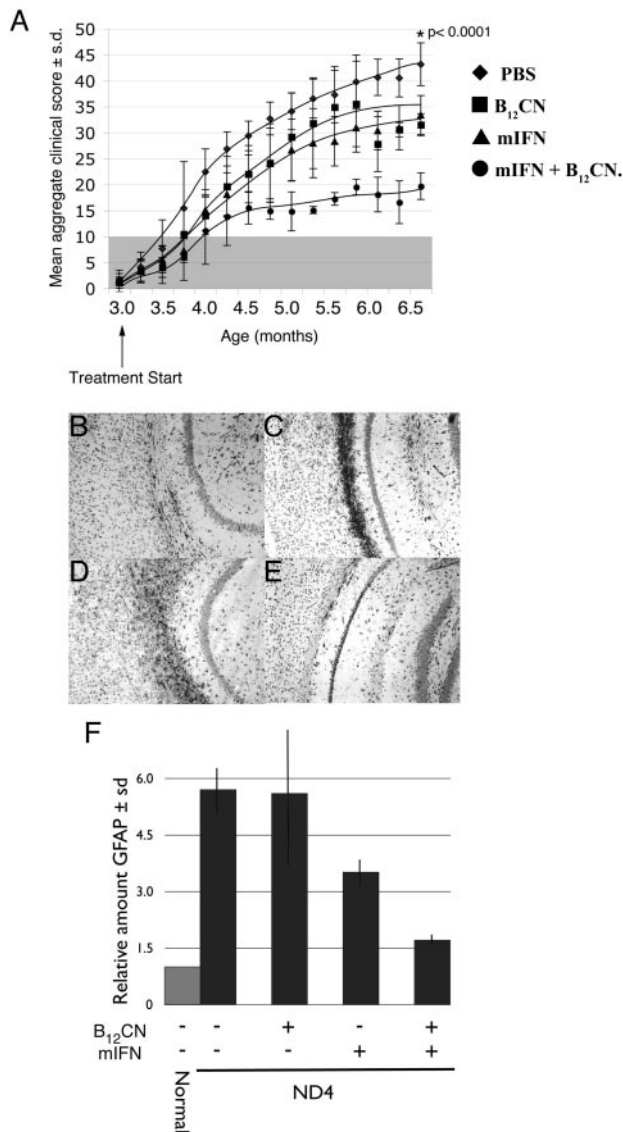 A
50
45
40
35
30
25
20
15
10
5
0
Mean aggregate clinical score ± s.d.
* p< 0.0001
PBS
B₁₂CN
mIFN
mIFN + B₁₂CN.
3.0 3.5 4.0 4.5 5.0 5.5 6.0 6.5
Age (months)
Treatment Start
B C
D E
F
6.0
4.5
3.0
1.5
0
Relative amount GFAP ± sd
B₁₂CN - - + - +
mIFN - - - + +
Normal
ND4